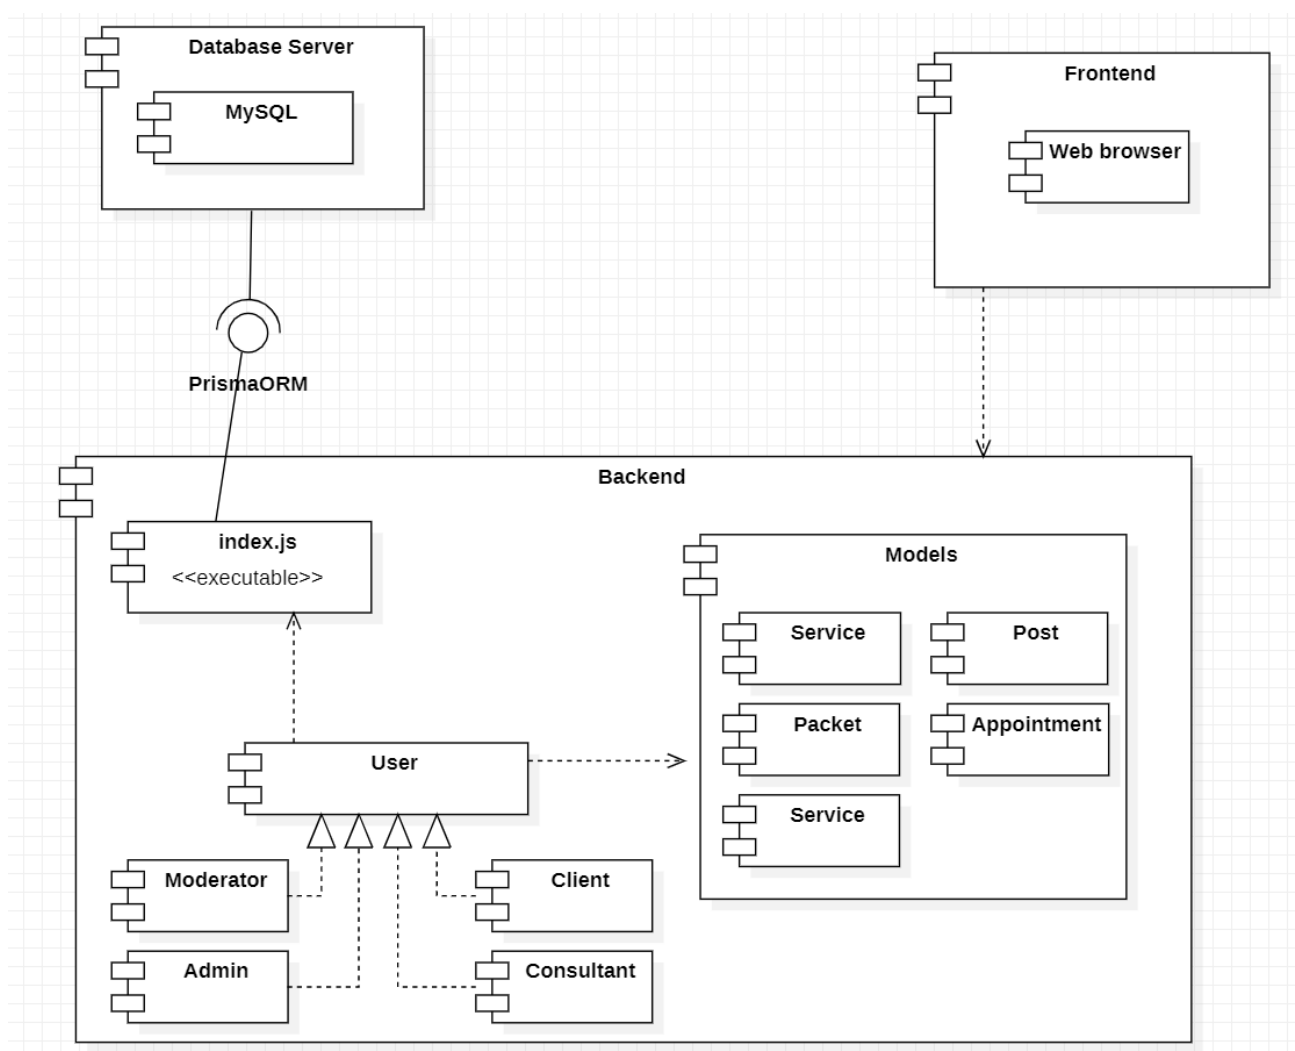 Database Server
MySQL
Frontend
Web browser
PrismaORM
Backend
index.js
<<executable>>
Models
Service
Post
Packet
Appointment
Service
User
Moderator
Client
Admin
Consultant